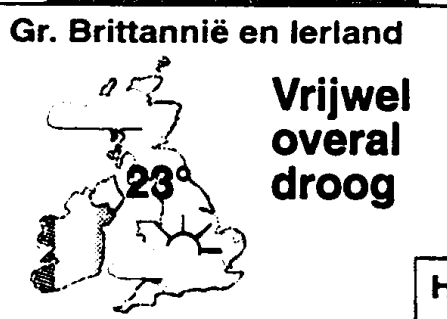 Gr. Brittannië en Ierland
Vrijwel
overal
droog
23°
H